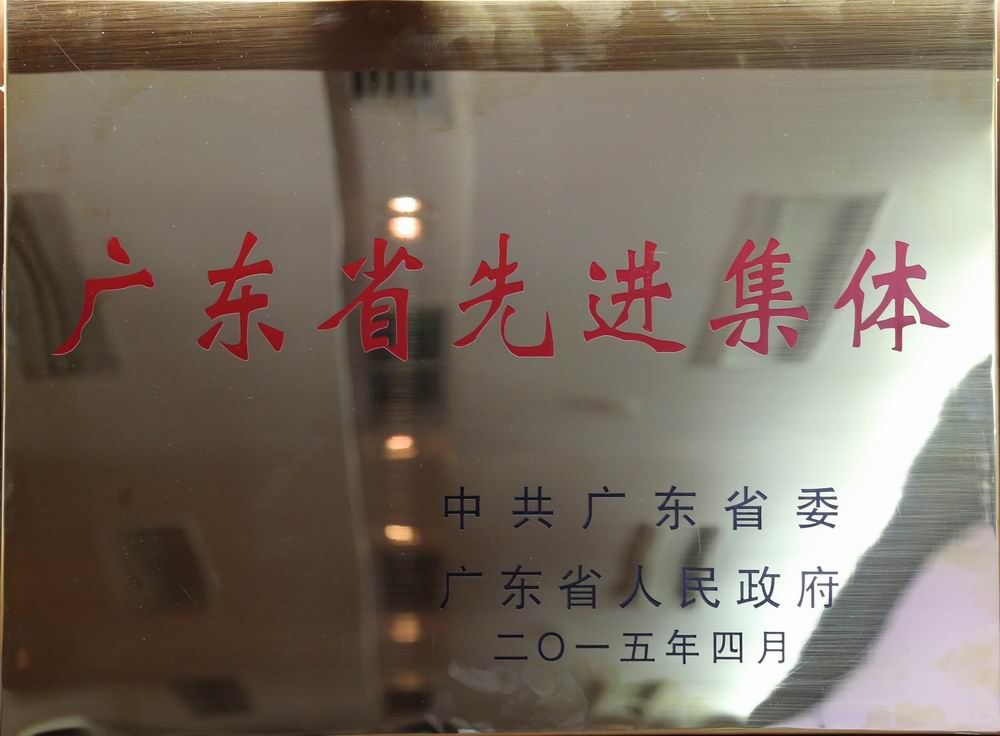 广东省先进集体
中共广东省委
广东省人民政府
二〇一五年四月